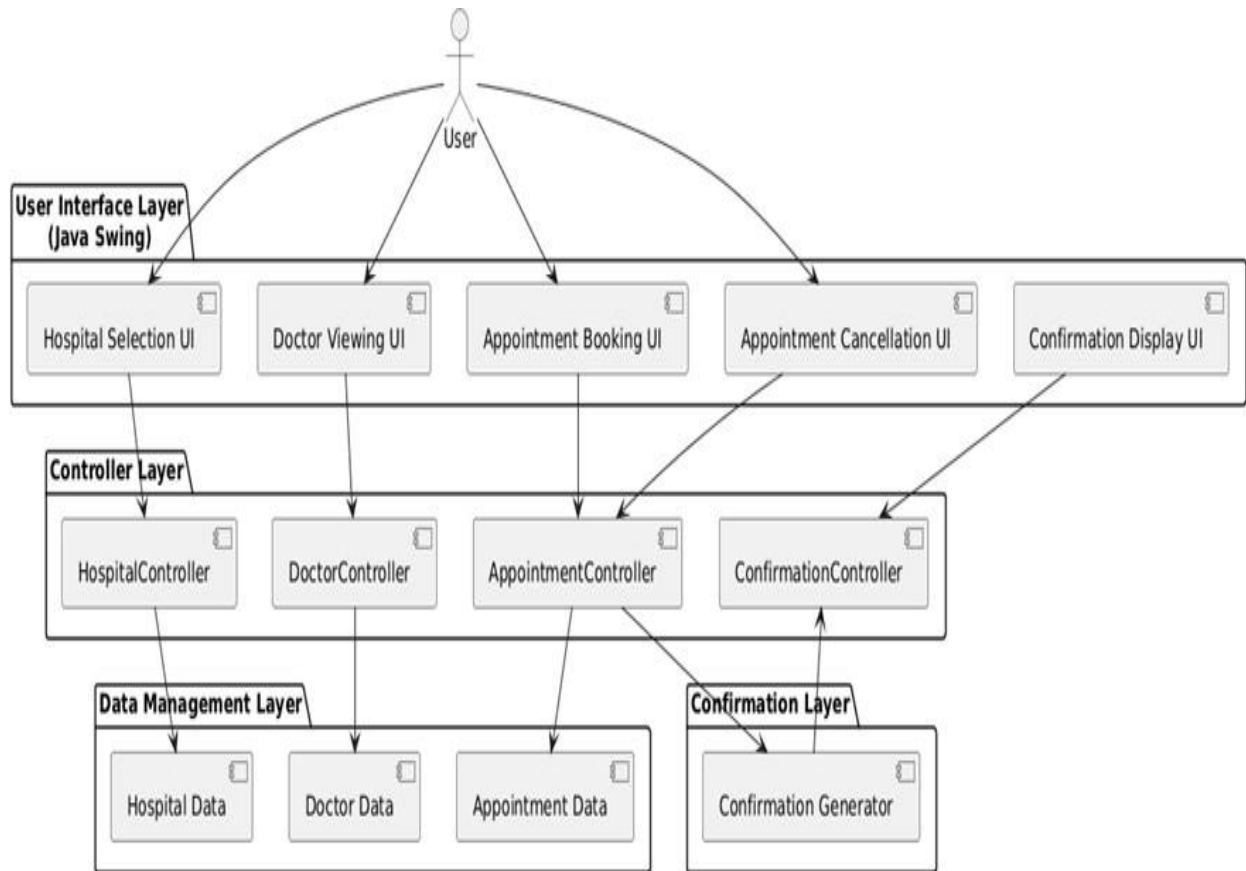 User
User Interface Layer
(Java Swing)
Hospital Selection UI
Doctor Viewing UI
Appointment Booking UI
Appointment Cancellation UI
Confirmation Display UI
Controller Layer
HospitalController
DoctorController
AppointmentController
ConfirmationController
Data Management Layer
Confirmation Layer
Hospital Data
Doctor Data
Appointment Data
Confirmation Generator